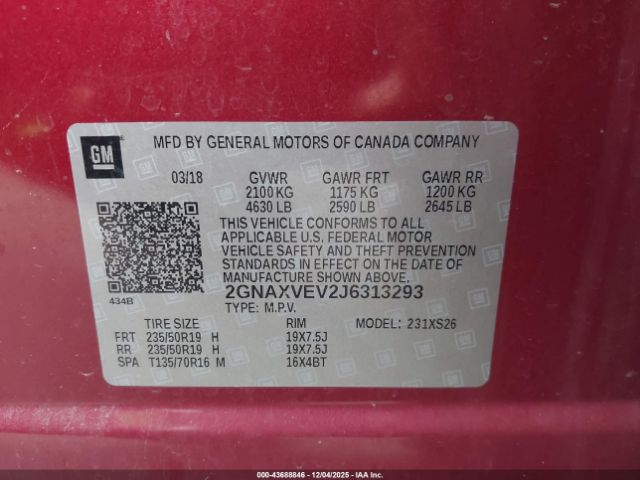 GM
MFD BY GENERAL MOTORS OF CANADA COMPANY
03/18 GVWR GAWR FRT GAWR RR
2100 KG 1175 KG 1200 KG
4630 LB 2590 LB 2645 LB
THIS VEHICLE CONFORMS TO ALL
APPLICABLE U.S. FEDERAL MOTOR
VEHICLE SAFETY AND THEFT
PREVENTION STANDARDS IN
EFFECT ON THE DATE OF
MANUFACTURE SHOWN ABOVE.
434B
2GNAXVEV2J6313293
TYPE: M.P.V.
TIRE SIZE RIM MODEL: 231XS26
FRT 235/50R19 H 19X7.5J
RR 235/50R19 H 19X7.5J
SPA T135/70R16 M 16X4BT
000-43688846 - 12/04/2025 - IAA Inc.